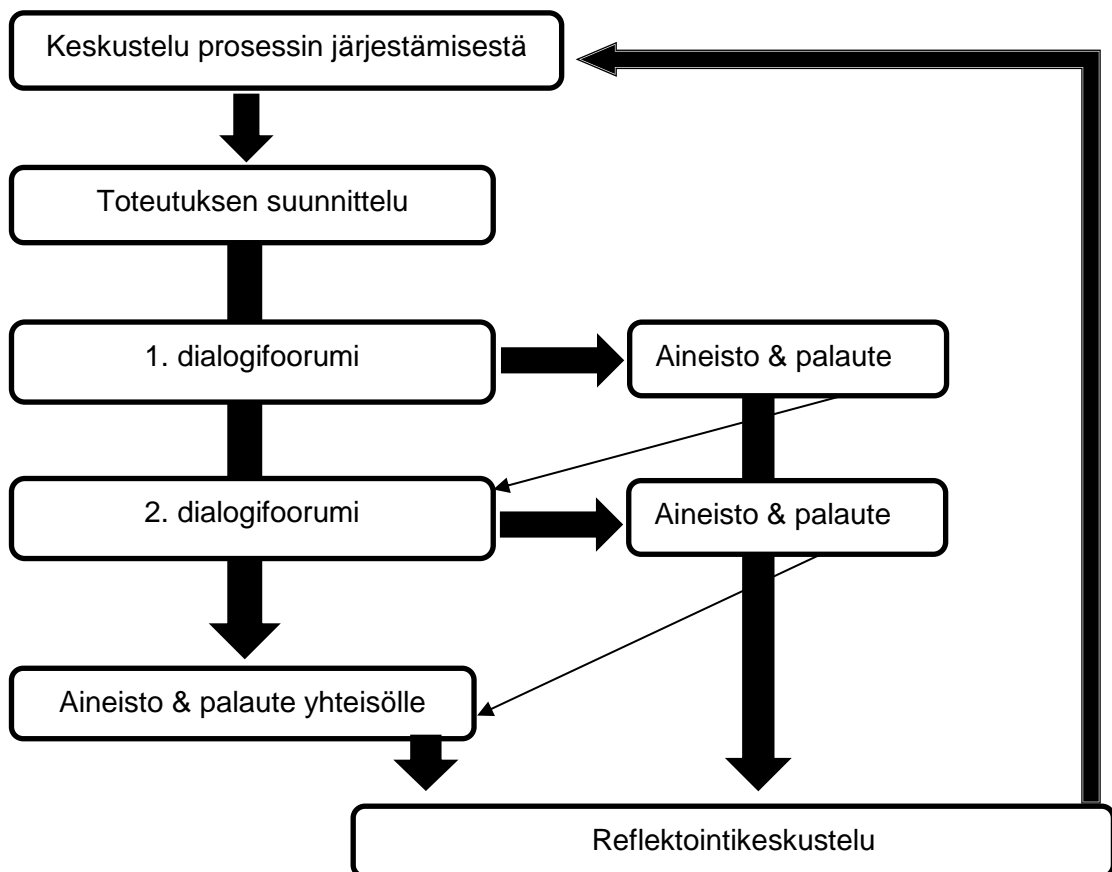 Keskustelu prosessin järjestämisestä
Toteutuksen suunnittelu
1. dialogifoorumi
Aineisto & palaute
2. dialogifoorumi
Aineisto & palaute
Aineisto & palaute yhteisölle
Reflektointikeskustelu